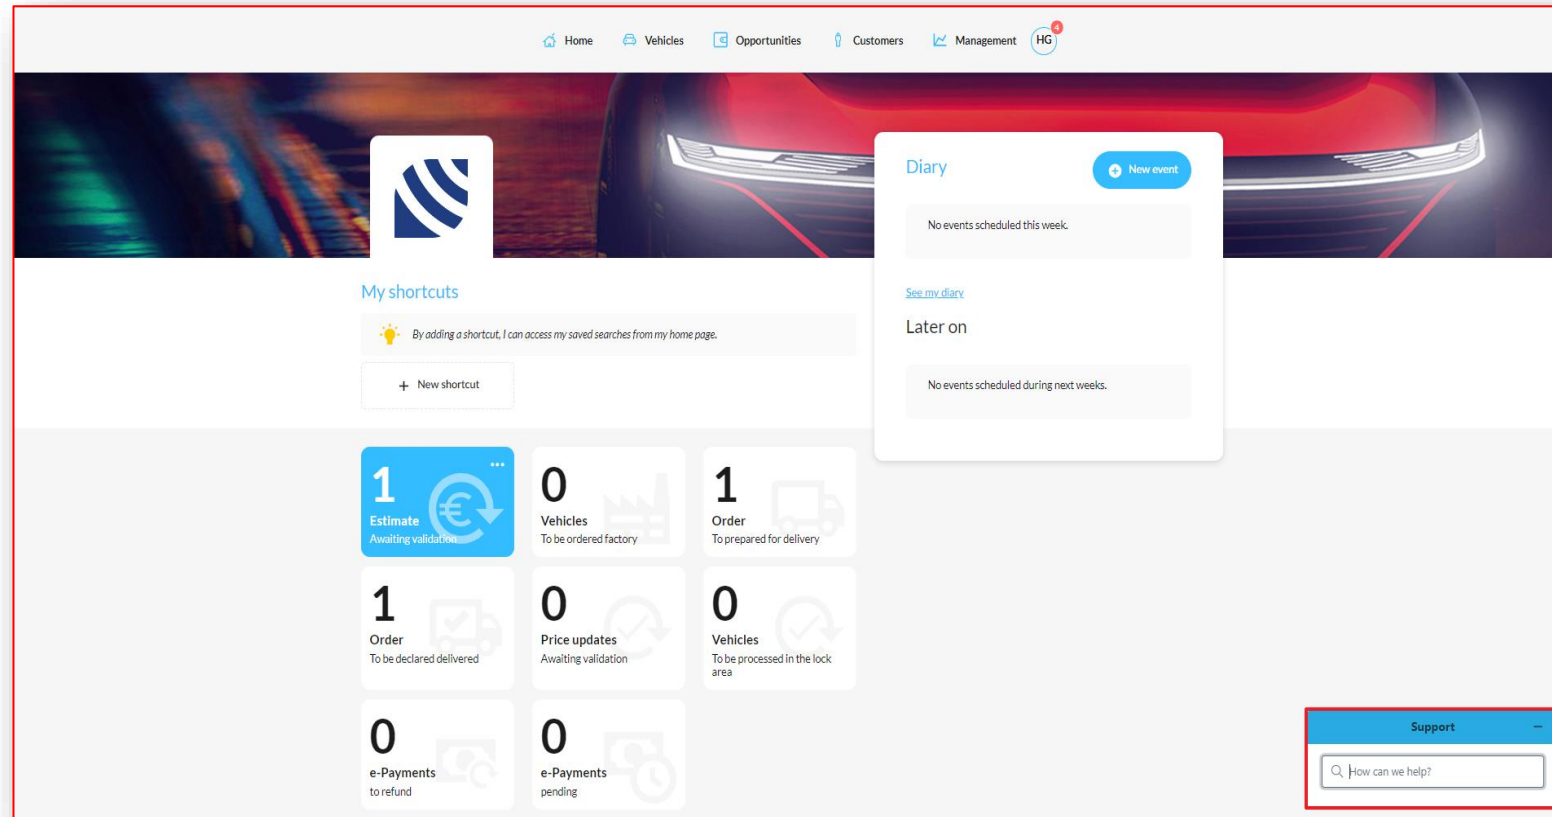 Home Vehicles Opportunities Customers Management HG 4
Diary
New event
No events scheduled this week.
My shortcuts
See my diary
By adding a shortcut, I can access my saved searches from my home page.
Later on
+ New shortcut
No events scheduled during next weeks.
1
Estimate
Awaiting validation
0
Vehicles
To be ordered factory
1
Order
To prepared for delivery
1
Order
To be declared delivered
0
Price updates
Awaiting validation
0
Vehicles
To be processed in the lock
area
0
e-Payments
to refund
0
e-Payments
pending
Support
How can we help?